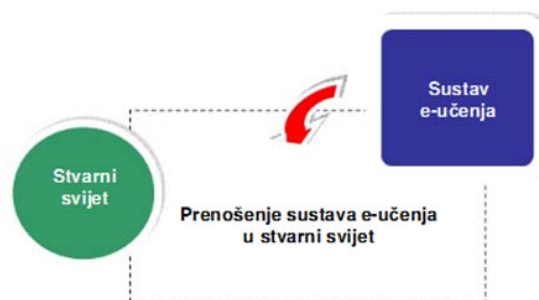 Sustav
e-učenja
Stvarni
svijet
Prenošenje sustava e-učenja
u stvarni svijet